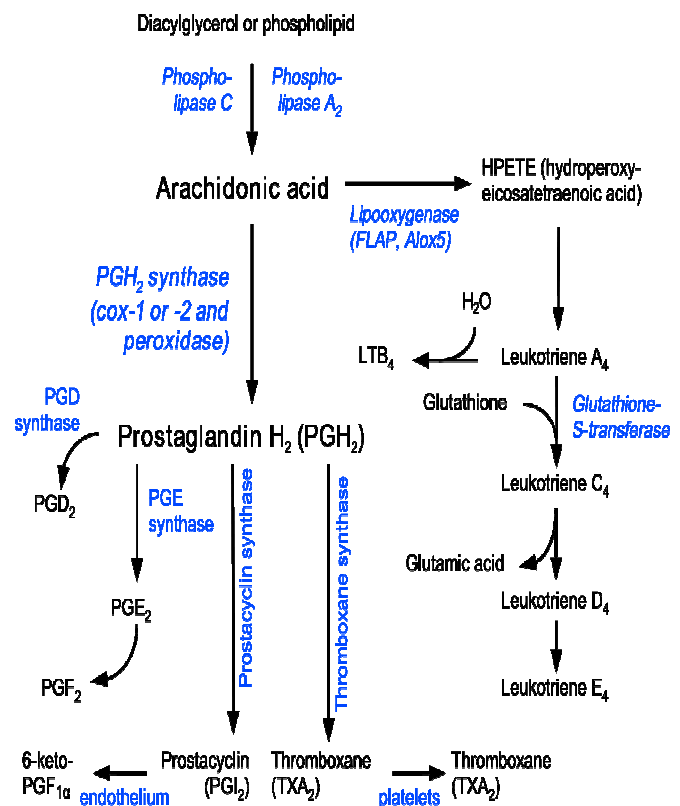 Diacylglycerol or phospholipid
Phospho-
lipase C
Phospho-
lipase A₂
Arachidonic acid
HPETE (hydroperoxy-
eicosatetraenoic acid)
Lipooxygenase
(FLAP, Alox5)
PGH₂ synthase
(cox-1 or -2 and
peroxidase)
H₂O
LTB₄
Leukotriene A₄
Glutathione
Glutathione-
S-transferase
PGD
synthase
Prostaglandin H₂ (PGH₂)
PGD₂
PGE
synthase
Prostacyclin synthase
Thromboxane synthase
Leukotriene C₄
Glutamic acid
Leukotriene D₄
PGE₂
PGF₂
Leukotriene E₄
6-keto-
PGF₁α
endothelium
Prostacyclin
(PGI₂)
Thromboxane
(TXA₂)
platelets
Thromboxane
(TXA₂)